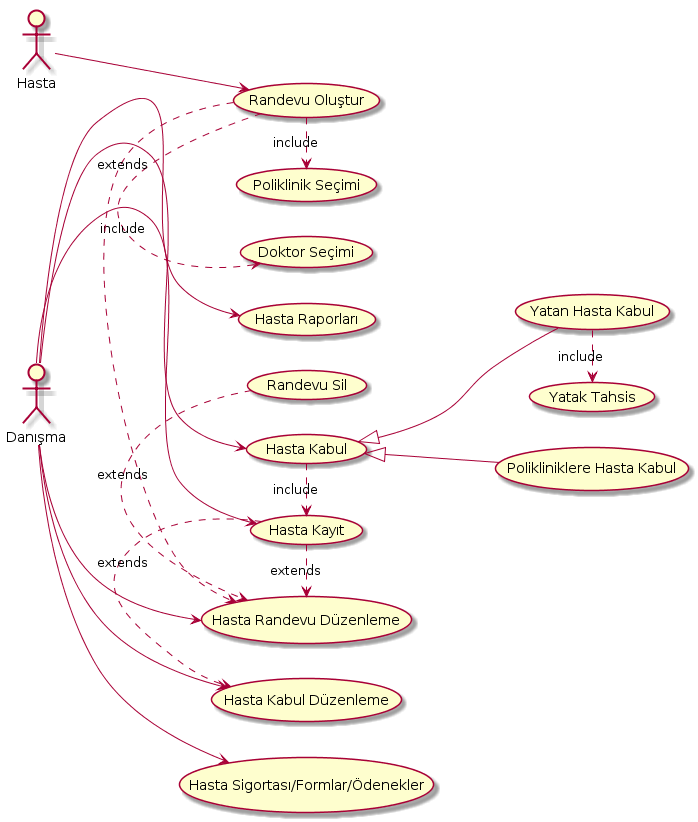 Hasta
Randevu Oluştur
include
extends
Poliklinik Seçimi
include
Doktor Seçimi
Hasta Raporları
Yatan Hasta Kabul
include
Randevu Sil
Yatak Tahsis
Danışma
Hasta Kabul
Polikliniklere Hasta Kabul
extends
include
Hasta Kayıt
extends
extends
Hasta Randevu Düzenleme
Hasta Kabul Düzenleme
Hasta Sigortası/Formlar/Ödenekler